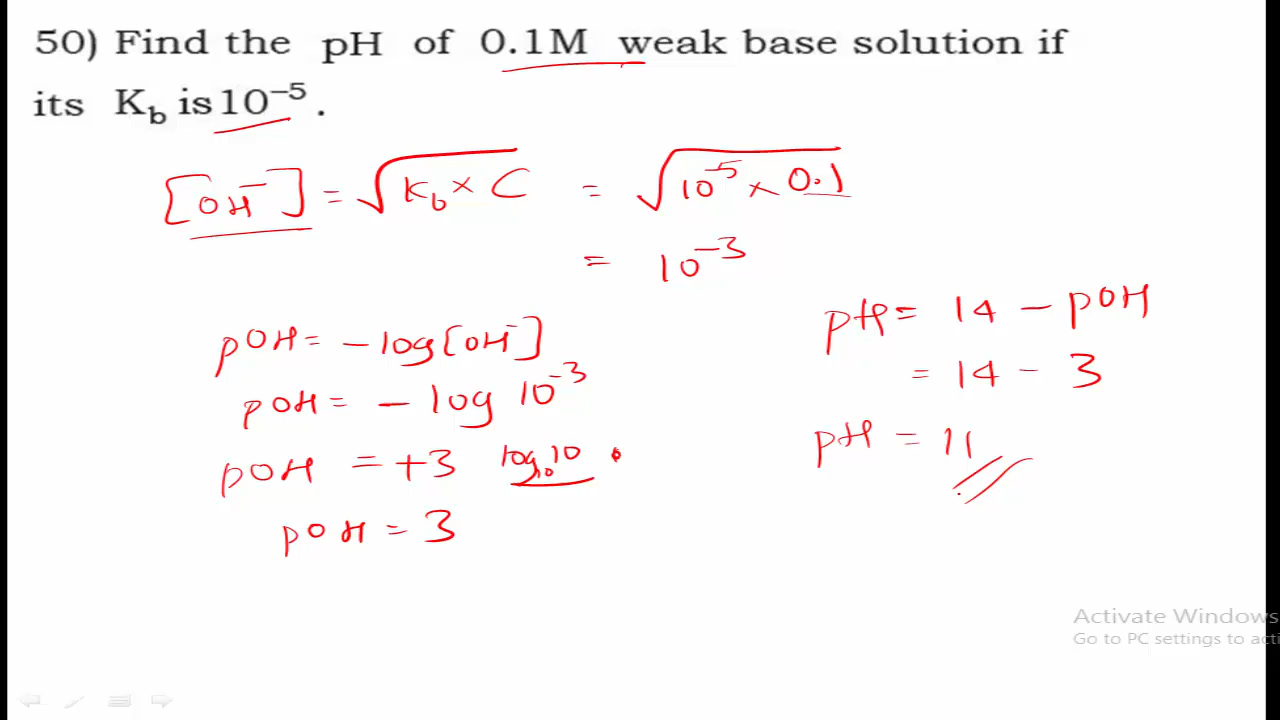 50) Find the pH of 0.1M weak base solution if
its K_b is 10⁻⁵ .
[OH⁻] = √(K_b × C) = √(10⁻⁵ × 0.1)
= 10⁻³
pOH = − log [OH⁻]
pOH = − log 10⁻³
pOH = +3 log₁₀10
pOH = 3
pH = 14 − pOH
= 14 − 3
pH = 11
Activate Windows
Go to PC settings to acti